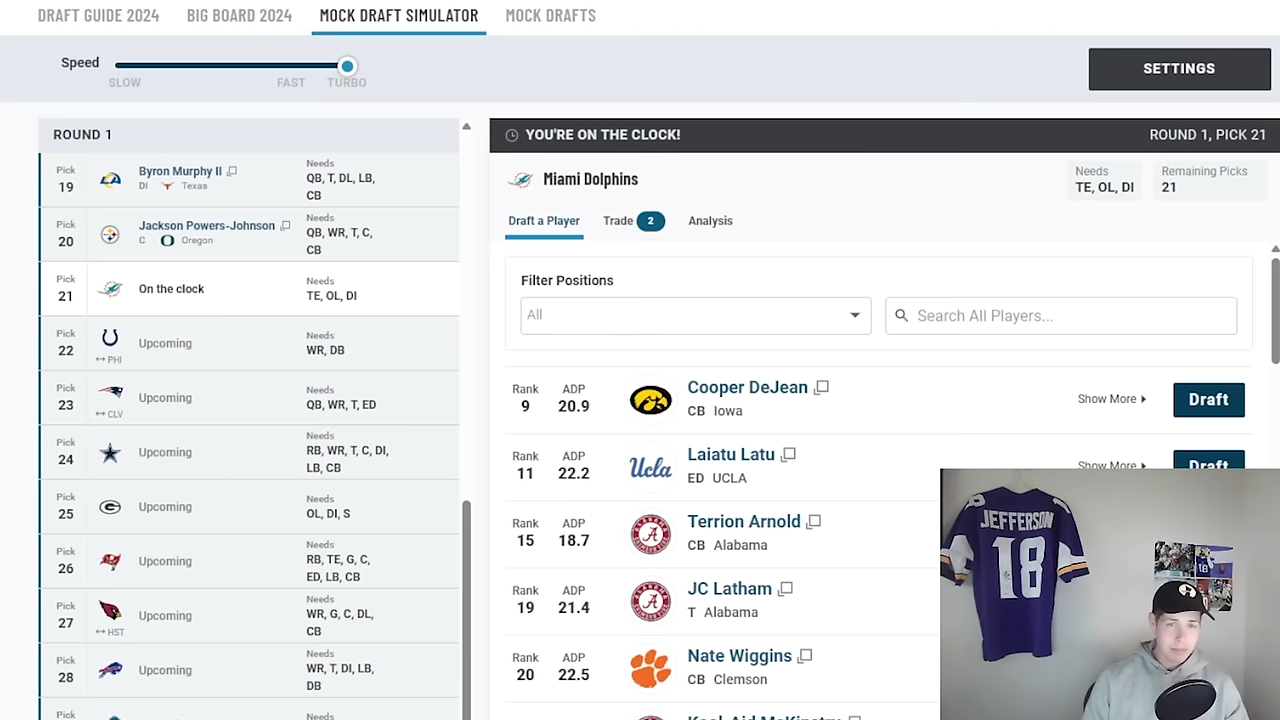 DRAFT GUIDE 2024 BIG BOARD 2024 MOCK DRAFT SIMULATOR MOCK DRAFTS
Speed
SLOW FAST TURBO
SETTINGS
ROUND 1
Pick 19 Byron Murphy II DI Texas Needs QB, T, DL, LB, CB
Pick 20 Jackson Powers-Johnson C Oregon Needs QB, WR, T, C, CB
Pick 21 On the clock Needs TE, OL, DI
Pick 22 PHI Upcoming Needs WR, DB
Pick 23 CLV Upcoming Needs QB, WR, T, ED
Pick 24 Upcoming Needs RB, WR, T, C, DI, LB, CB
Pick 25 Upcoming Needs OL, DI, S
Pick 26 Upcoming Needs RB, TE, G, C, ED, LB, CB
Pick 27 HST Upcoming Needs WR, G, C, DL, CB
Pick 28 Upcoming Needs WR, T, DI, LB, DB
Pick Needs
YOU'RE ON THE CLOCK! ROUND 1, PICK 21
Miami Dolphins
Needs TE, OL, DI
Remaining Picks 21
Draft a Player Trade 2 Analysis
Filter Positions
All Search All Players...
Rank 9 ADP 20.9 Cooper DeJean CB Iowa Show More Draft
Rank 11 ADP 22.2 Ucla Laiatu Latu ED UCLA Show More Draft
Rank 15 ADP 18.7 Terrion Arnold CB Alabama
Rank 19 ADP 21.4 JC Latham T Alabama
Rank 20 ADP 22.5 Nate Wiggins CB Clemson
Kool-Aid McKinstry
JEFFERSON
18